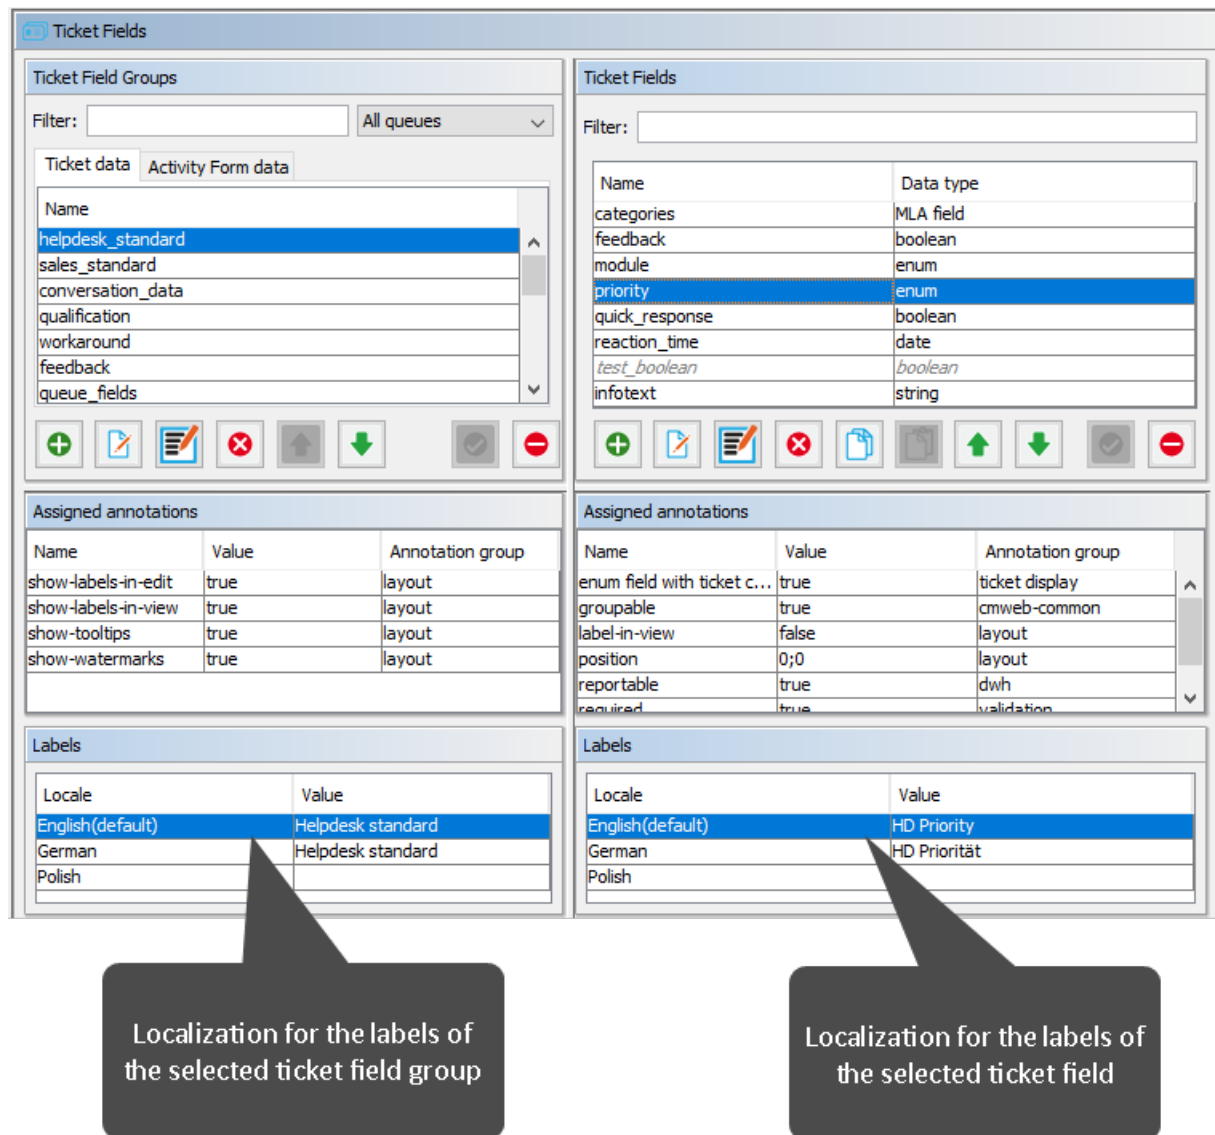 Ticket Fields
Ticket Field Groups
Filter:
All queues
Ticket data
Activity Form data
Name
helpdesk_standard
sales_standard
conversation_data
qualification
workaround
feedback
queue_fields
Ticket Fields
Filter:
Name Data type
categories MLA field
feedback boolean
module enum
priority enum
quick_response boolean
reaction_time date
test_boolean boolean
infotext string
Assigned annotations
Name Value Annotation group
show-labels-in-edit true layout
show-labels-in-view true layout
show-tooltips true layout
show-watermarks true layout
Assigned annotations
Name Value Annotation group
enum field with ticket c... true ticket display
groupable true cmweb-common
label-in-view false layout
position 0;0 layout
reportable true dwh
required true validation
Labels
Locale Value
English(default) Helpdesk standard
German Helpdesk standard
Polish
Labels
Locale Value
English(default) HD Priority
German HD Priorität
Polish
Localization for the labels of
the selected ticket field group
Localization for the labels of
the selected ticket field